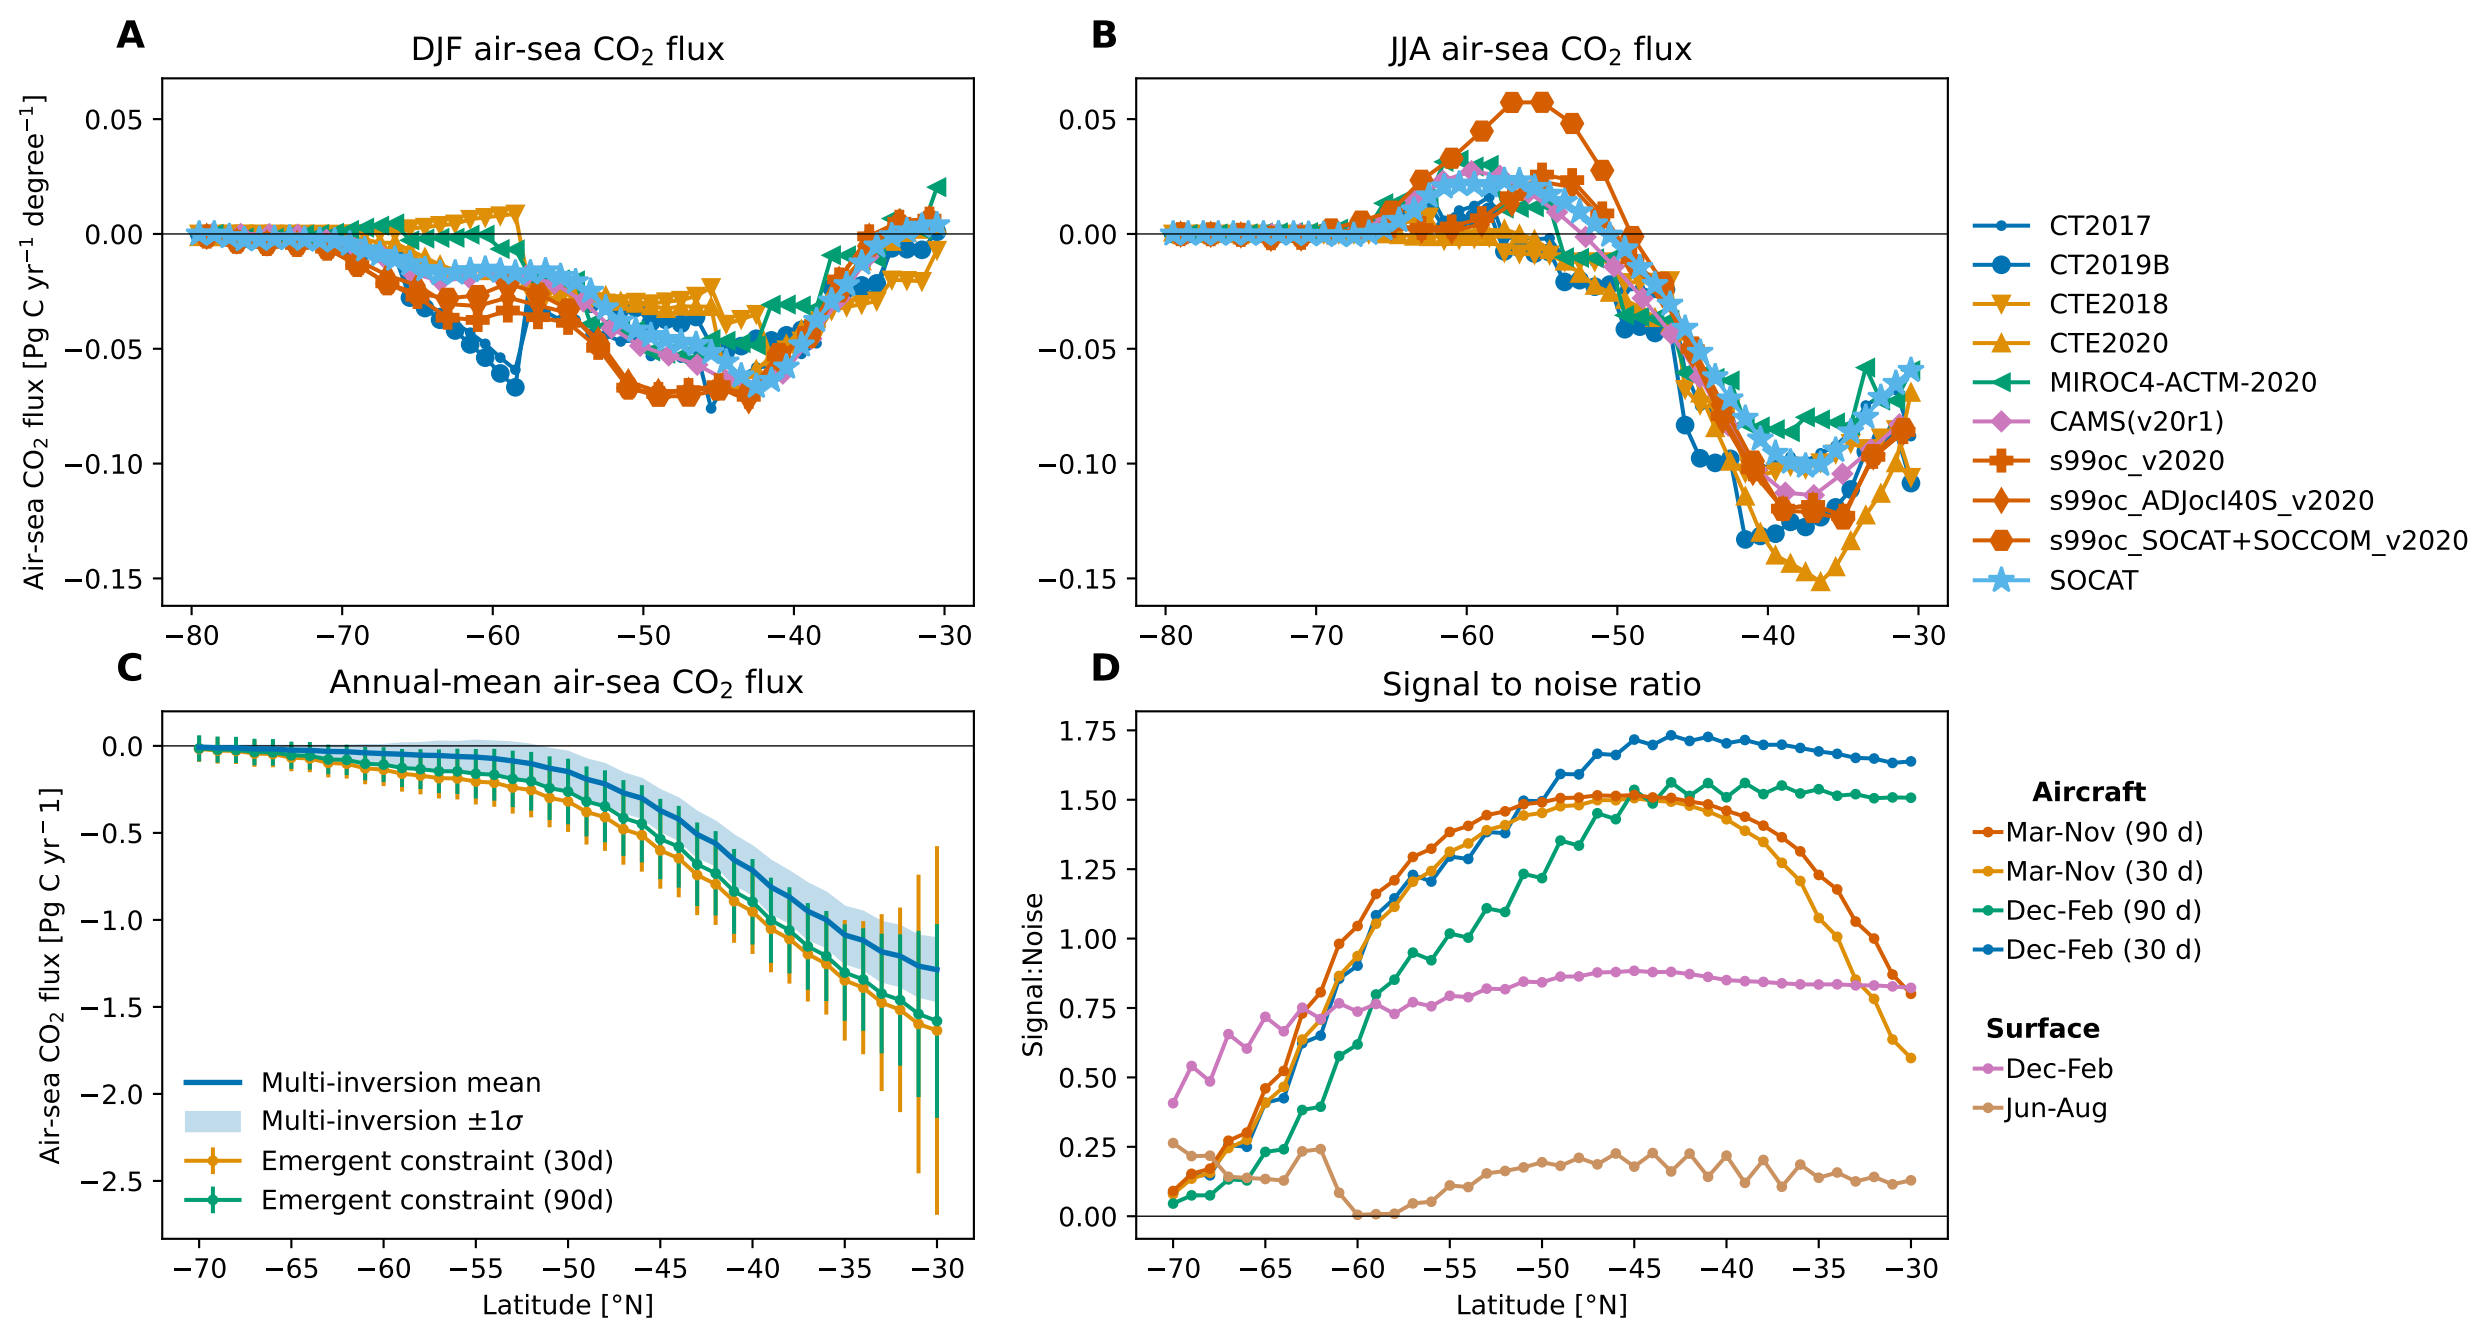 A
DJF air-sea CO₂ flux
Air-sea CO₂ flux [Pg C yr⁻¹ degree⁻¹]
0.05
0.00
−0.05
−0.10
−0.15
−80 −70 −60 −50 −40 −30
B
JJA air-sea CO₂ flux
0.05
0.00
−0.05
−0.10
−0.15
−80 −70 −60 −50 −40 −30
CT2017
CT2019B
CTE2018
CTE2020
MIROC4-ACTM-2020
CAMS(v20r1)
s99oc_v2020
s99oc_ADJocI40S_v2020
s99oc_SOCAT+SOCCOM_v2020
SOCAT
C
Annual-mean air-sea CO₂ flux
Air-sea CO₂ flux [Pg C yr⁻ 1]
0.0
−0.5
−1.0
−1.5
−2.0
−2.5
Multi-inversion mean
Multi-inversion ±1σ
Emergent constraint (30d)
Emergent constraint (90d)
−70 −65 −60 −55 −50 −45 −40 −35 −30
Latitude [°N]
D
Signal to noise ratio
Signal:Noise
1.75
1.50
1.25
1.00
0.75
0.50
0.25
0.00
−70 −65 −60 −55 −50 −45 −40 −35 −30
Latitude [°N]
Aircraft
Mar-Nov (90 d)
Mar-Nov (30 d)
Dec-Feb (90 d)
Dec-Feb (30 d)
Surface
Dec-Feb
Jun-Aug